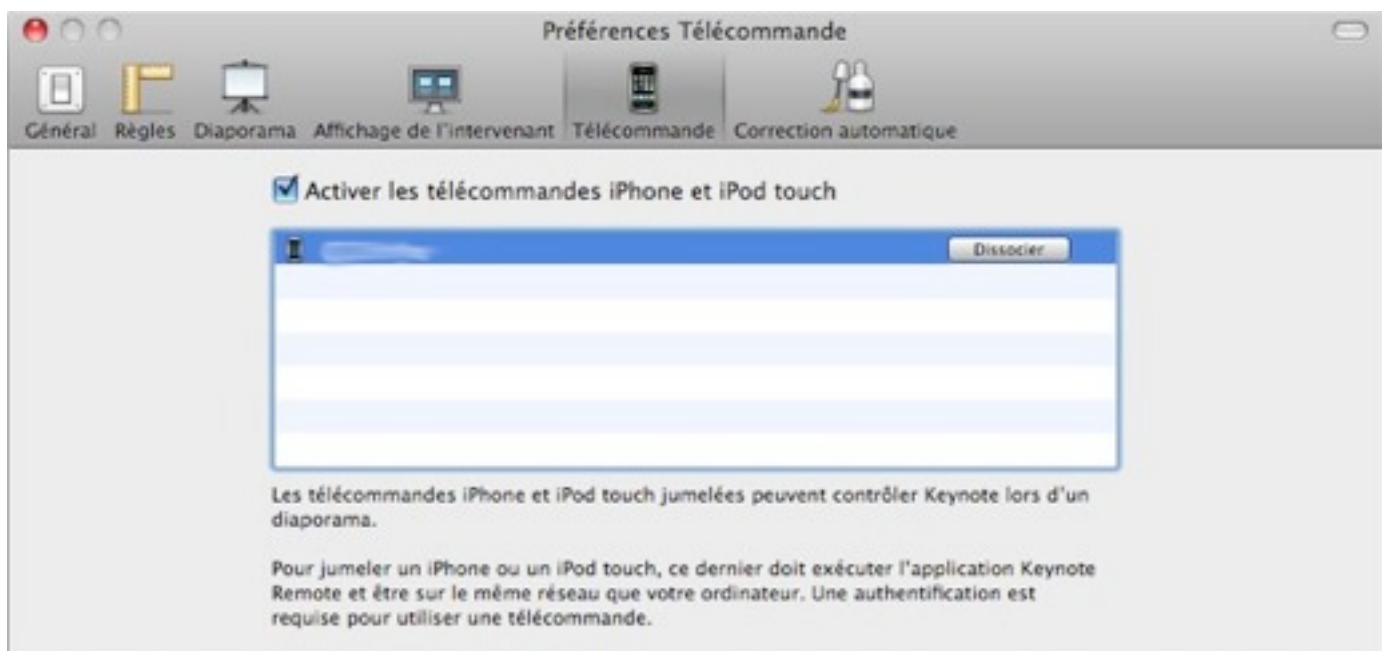 Préférences Télécommande
Général Règles Diaporama Affichage de l'intervenant Télécommande Correction automatique
Activer les télécommandes iPhone et iPod touch
Dissocier
Les télécommandes iPhone et iPod touch jumelées peuvent contrôler Keynote lors d'un
diaporama.
Pour jumeler un iPhone ou un iPod touch, ce dernier doit exécuter l'application Keynote
Remote et être sur le même réseau que votre ordinateur. Une authentification est
requise pour utiliser une télécommande.